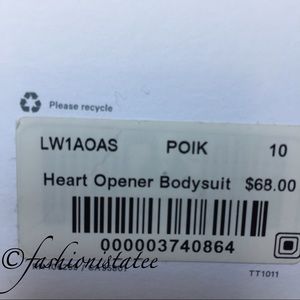 Please recycle
LW1AOAS POIK 10
Heart Opener Bodysuit $68.00
000003740864
©fashionistatee
TT1011